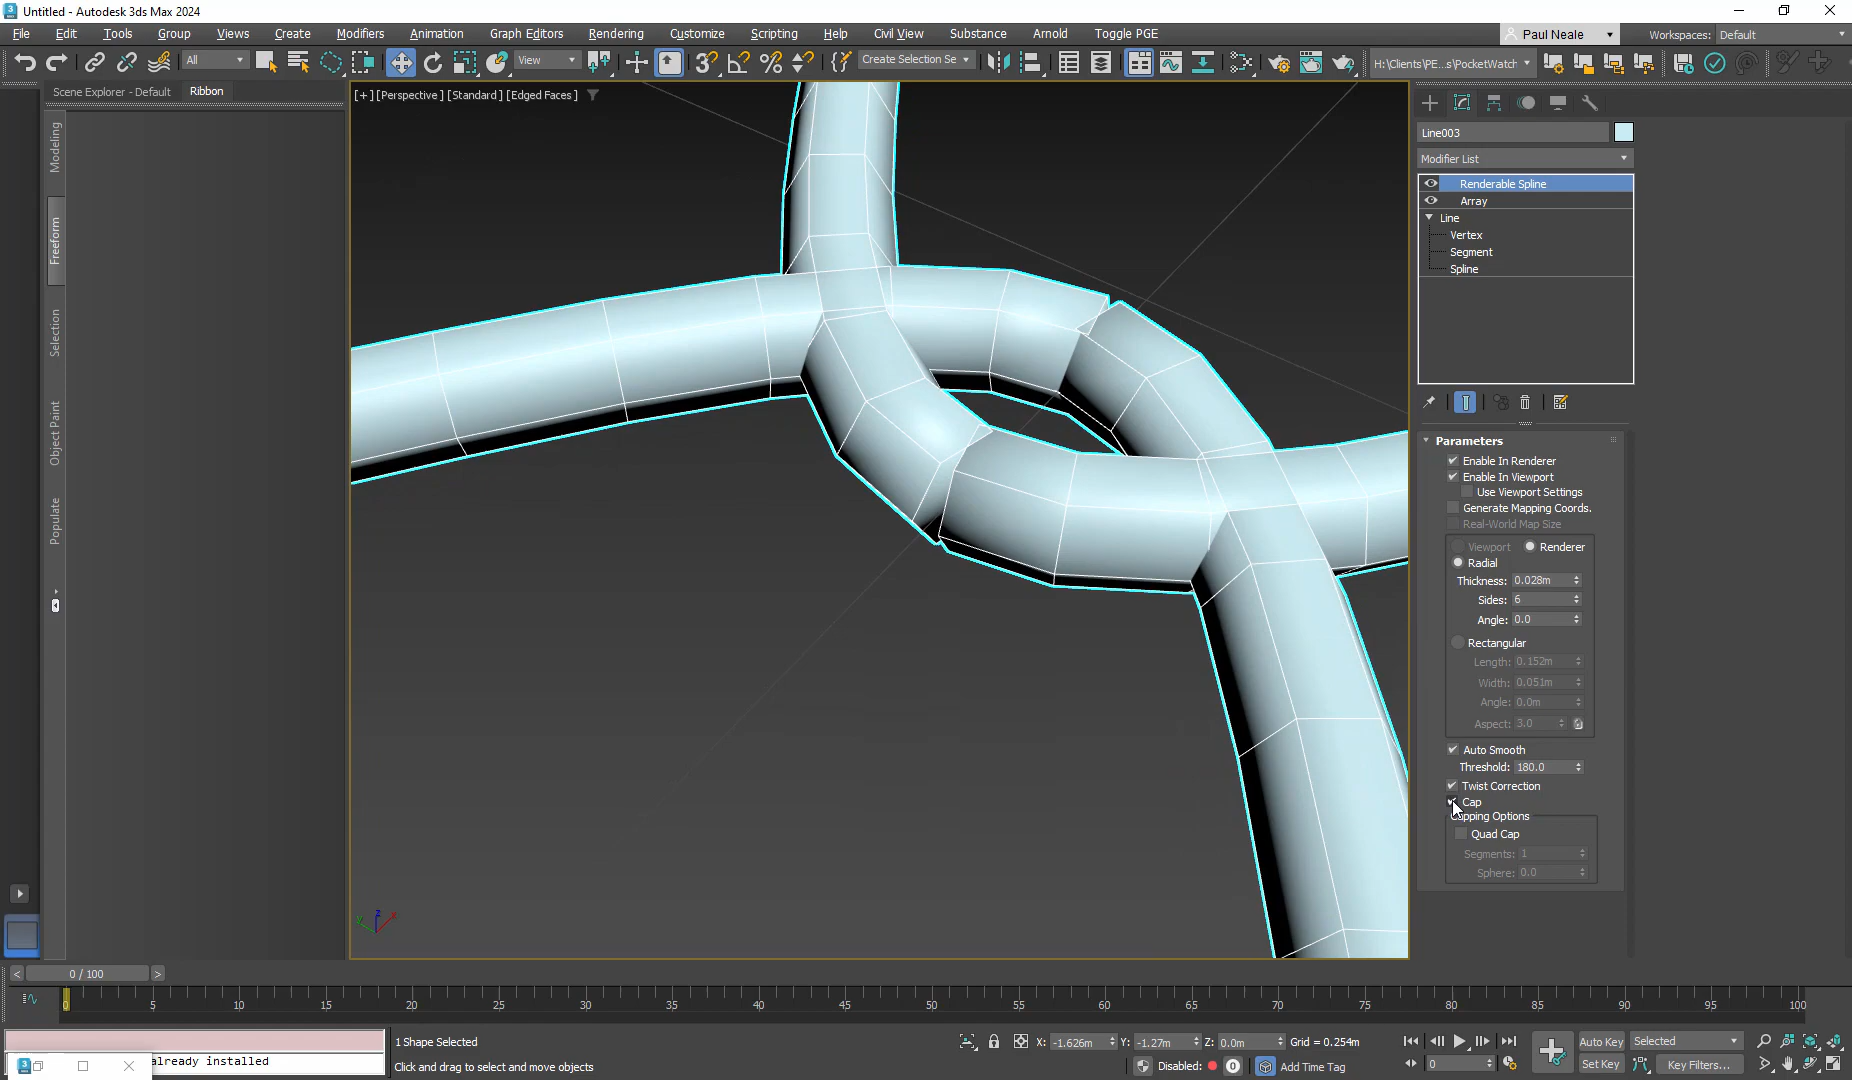 Untitled - Autodesk 3ds Max 2024
File Edit Tools Group Views Create Modifiers Animation Graph Editors Rendering Customize Scripting Help Civil View Substance Arnold Toggle PGE Paul Neale Workspaces: Default
All View Create Selection Se H:\Clients\PE...s\PocketWatch
Scene Explorer - Default Ribbon
[+] [Perspective ] [Standard ] [Edged Faces ]
Modeling
Freeform
Selection
Object Paint
Populate
Line003
Modifier List
Renderable Spline
Array
Line
Vertex
Segment
Spline
Parameters
Enable In Renderer
Enable In Viewport
Use Viewport Settings
Generate Mapping Coords.
Real-World Map Size
Viewport Renderer
Radial
Thickness: 0.028m
Sides: 6
Angle: 0.0
Rectangular
Length: 0.152m
Width: 0.051m
Angle: 0.0m
Aspect: 3.0
Auto Smooth
Threshold: 180.0
Twist Correction
Cap
Capping Options
Quad Cap
Segments: 1
Sphere: 0.0
z x y
< 0 / 100 >
0 5 10 15 20 25 30 35 40 45 50 55 60 65 70 75 80 85 90 95 100
1 Shape Selected X: -1.626m Y: -1.27m Z: 0.0m Grid = 0.254m Auto Key Selected
already installed Click and drag to select and move objects Disabled: 0 Add Time Tag 0 Set Key Key Filters...